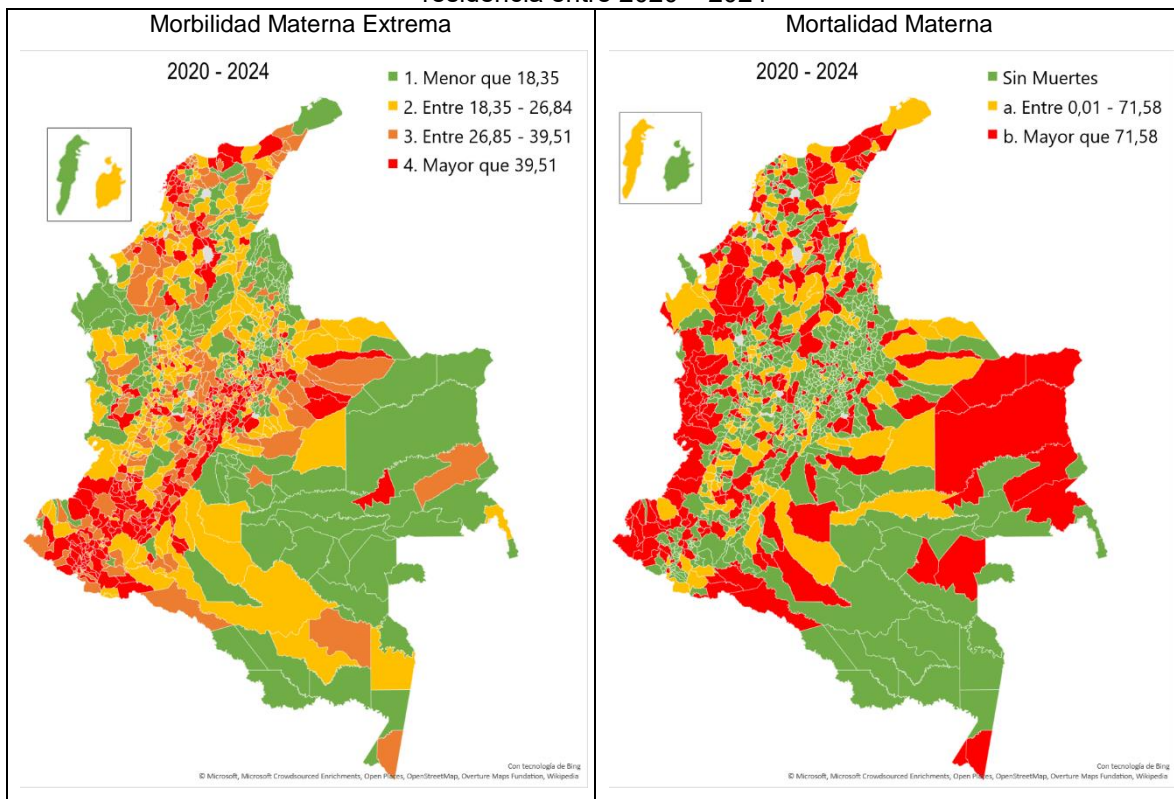 residencia entre 2020 – 2024
Morbilidad Materna Extrema
2020 - 2024
1. Menor que 18,35
2. Entre 18,35 - 26,84
3. Entre 26,85 - 39,51
4. Mayor que 39,51
Con tecnología de Bing
© Microsoft, Microsoft Crowdsourced Enrichments, Open Places, OpenStreetMap, Overture Maps Fundation, Wikipedia
Mortalidad Materna
2020 - 2024
Sin Muertes
a. Entre 0,01 - 71,58
b. Mayor que 71,58
Con tecnología de Bing
© Microsoft, Microsoft Crowdsourced Enrichments, Open Places, OpenStreetMap, Overture Maps Fundation, Wikipedia